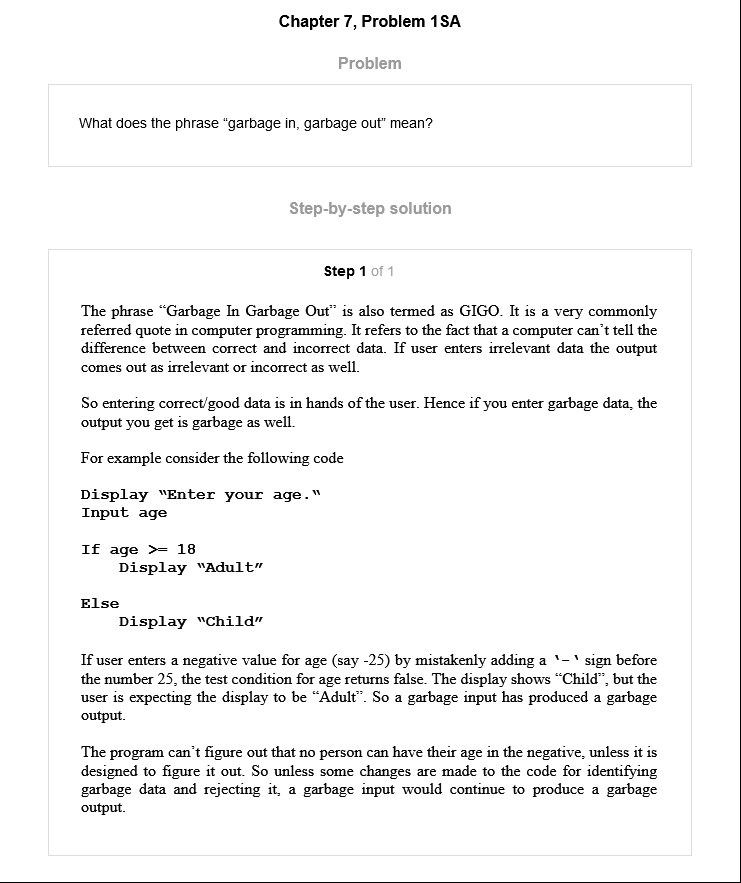 Chapter 7, Problem 1SA
Problem
What does the phrase “garbage in, garbage out” mean?
Step-by-step solution
Step 1 of 1
The phrase “Garbage In Garbage Out” is also termed as GIGO. It is a very commonly
referred quote in computer programming. It refers to the fact that a computer can’t tell the
difference between correct and incorrect data. If user enters irrelevant data the output
comes out as irrelevant or incorrect as well.
So entering correct/good data is in hands of the user. Hence if you enter garbage data, the
output you get is garbage as well.
For example consider the following code
Display “Enter your age.“
Input age
If age >= 18
Display “Adult”
Else
Display “Child”
If user enters a negative value for age (say -25) by mistakenly adding a ‘–‘ sign before
the number 25, the test condition for age returns false. The display shows “Child”, but the
user is expecting the display to be “Adult”. So a garbage input has produced a garbage
output.
The program can’t figure out that no person can have their age in the negative, unless it is
designed to figure it out. So unless some changes are made to the code for identifying
garbage data and rejecting it, a garbage input would continue to produce a garbage
output.